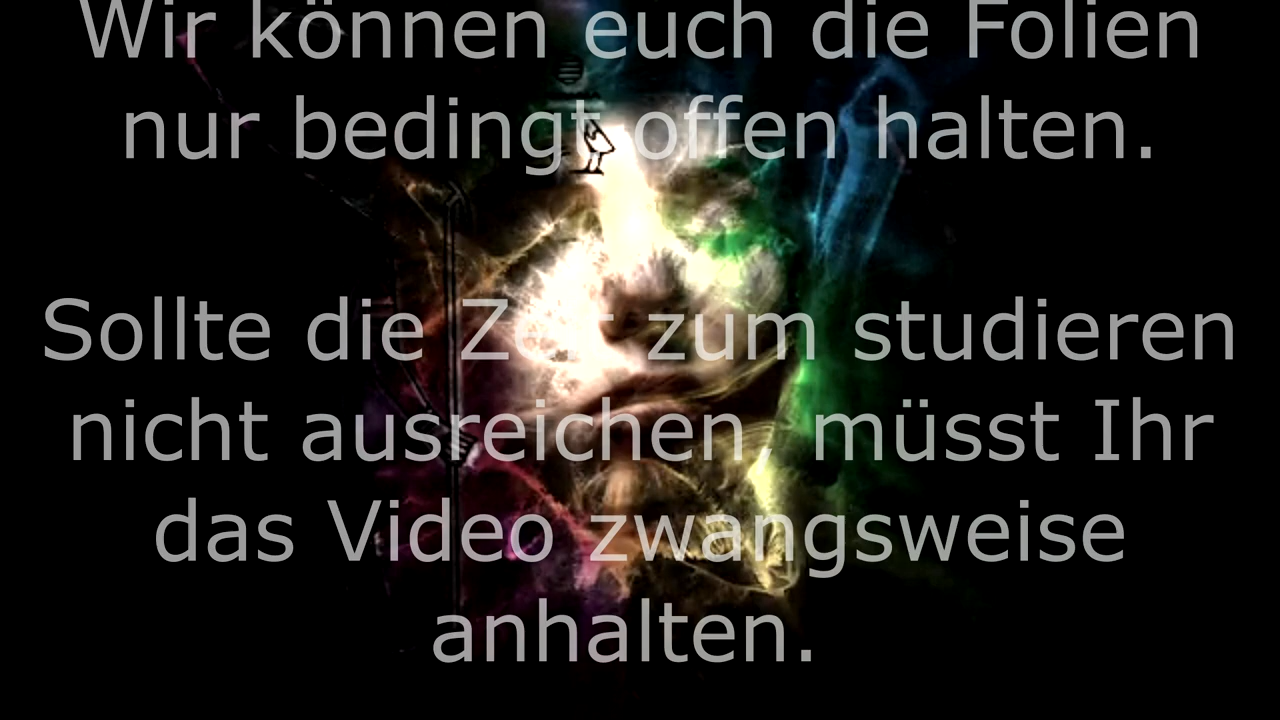 Wir können euch die Folien
nur bedingt offen halten.
Sollte die Zeit zum studieren
nicht ausreichen, müsst Ihr
das Video zwangsweise
anhalten.